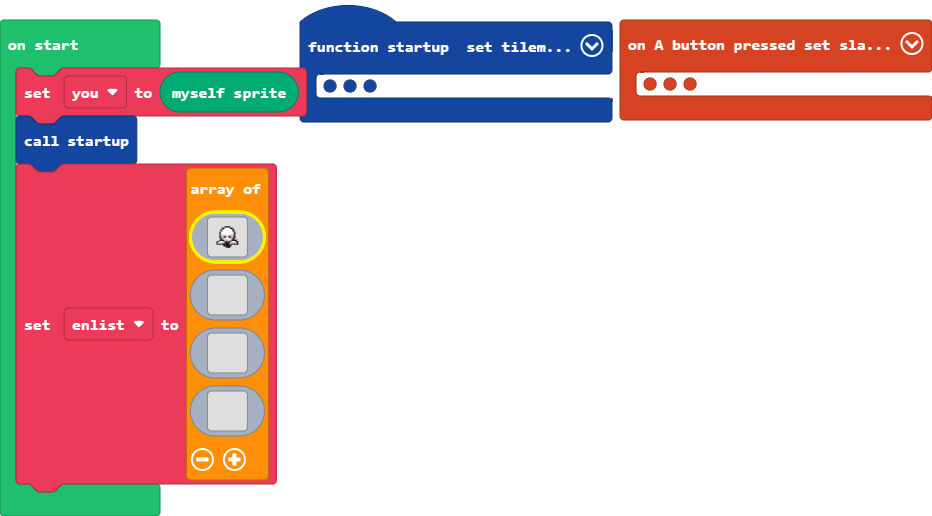 on start
set you to myself sprite
call startup
set enlist to
array of
function startup set tilem...
on A button pressed set sla...